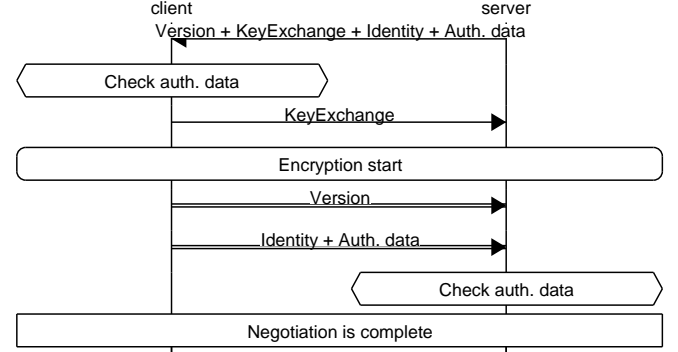 client server
Version + KeyExchange + Identity + Auth. data
Check auth. data
KeyExchange
Encryption start
Version
Identity + Auth. data
Check auth. data
Negotiation is complete